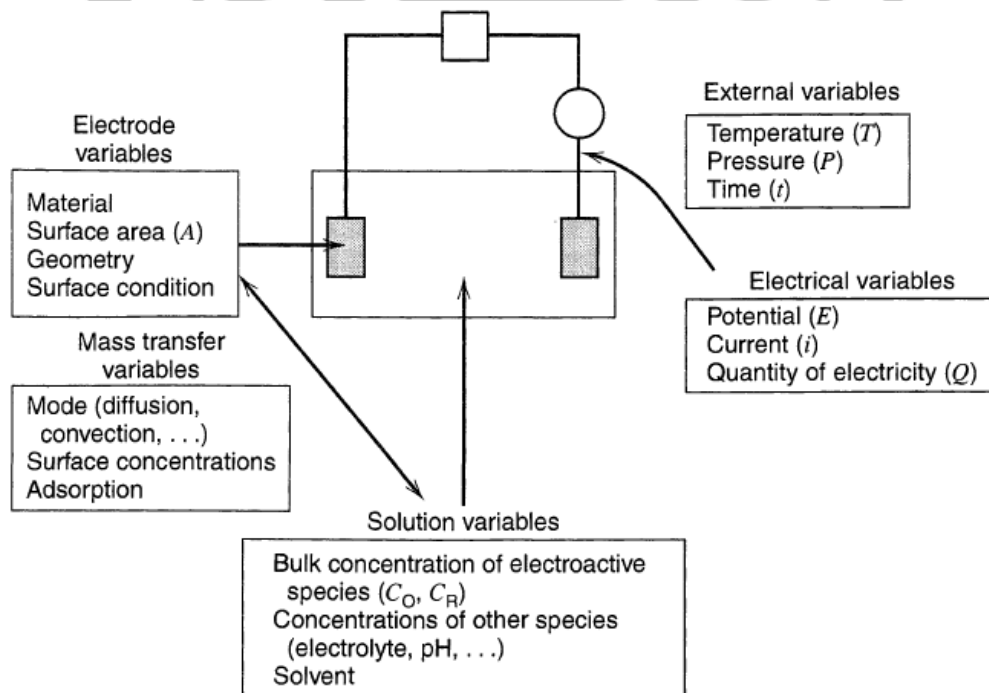 External variables
Temperature (T)
Pressure (P)
Time (t)
Electrode
variables
Material
Surface area (A)
Geometry
Surface condition
Electrical variables
Potential (E)
Current (i)
Quantity of electricity (Q)
Mass transfer
variables
Mode (diffusion,
convection, . . .)
Surface concentrations
Adsorption
Solution variables
Bulk concentration of electroactive
species (C_O, C_R)
Concentrations of other species
(electrolyte, pH, . . .)
Solvent